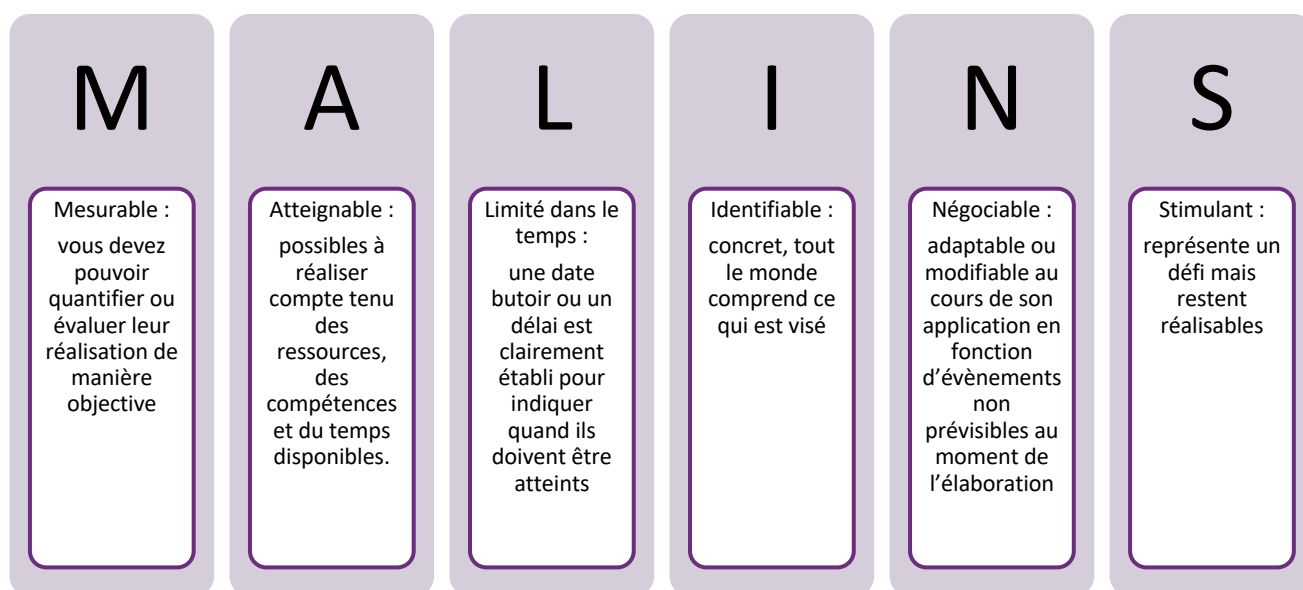 M
Mesurable :
vous devez
pouvoir
quantifier ou
évaluer leur
réalisation de
manière
objective
A
Atteignable :
possibles à
réaliser
compte tenu
des
ressources,
des
compétences
et du temps
disponibles.
L
Limité dans le
temps :
une date
butoir ou un
délai est
clairement
établi pour
indiquer
quand ils
doivent être
atteints
I
Identifiable :
concret, tout
le monde
comprend ce
qui est visé
N
Négociable :
adaptable ou
modifiable au
cours de son
application en
fonction
d’évènements
non
prévisibles au
moment de
l’élaboration
S
Stimulant :
représente un
défi mais
restent
réalisables